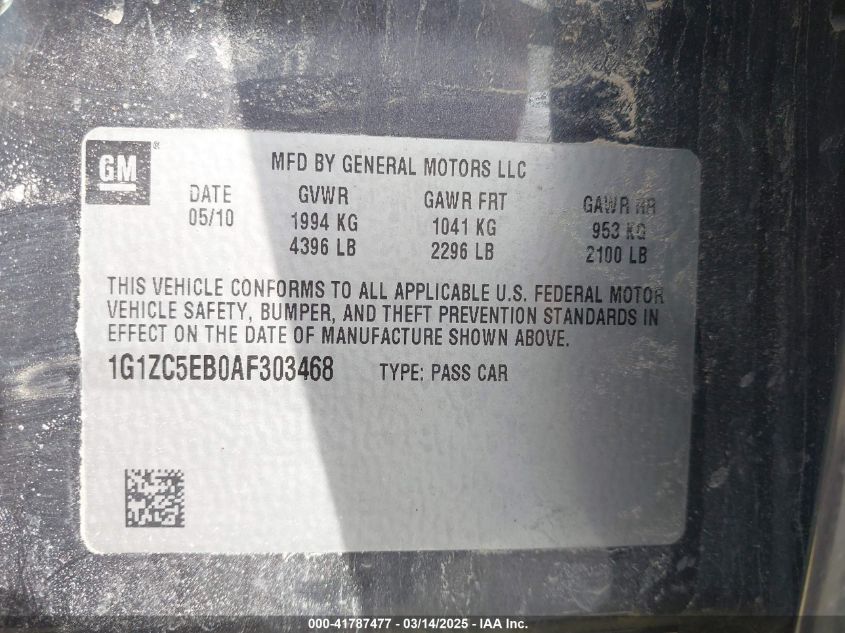 GM ®
MFD BY GENERAL MOTORS LLC
DATE GVWR GAWR FRT GAWR RR
05/10 1994 KG 1041 KG 953 KG
4396 LB 2296 LB 2100 LB
THIS VEHICLE CONFORMS TO ALL APPLICABLE U.S. FEDERAL MOTOR
VEHICLE SAFETY, BUMPER, AND THEFT PREVENTION STANDARDS IN
EFFECT ON THE DATE OF MANUFACTURE SHOWN ABOVE.
1G1ZC5EB0AF303468 TYPE: PASS CAR
000-41787477 - 03/14/2025 - IAA Inc.